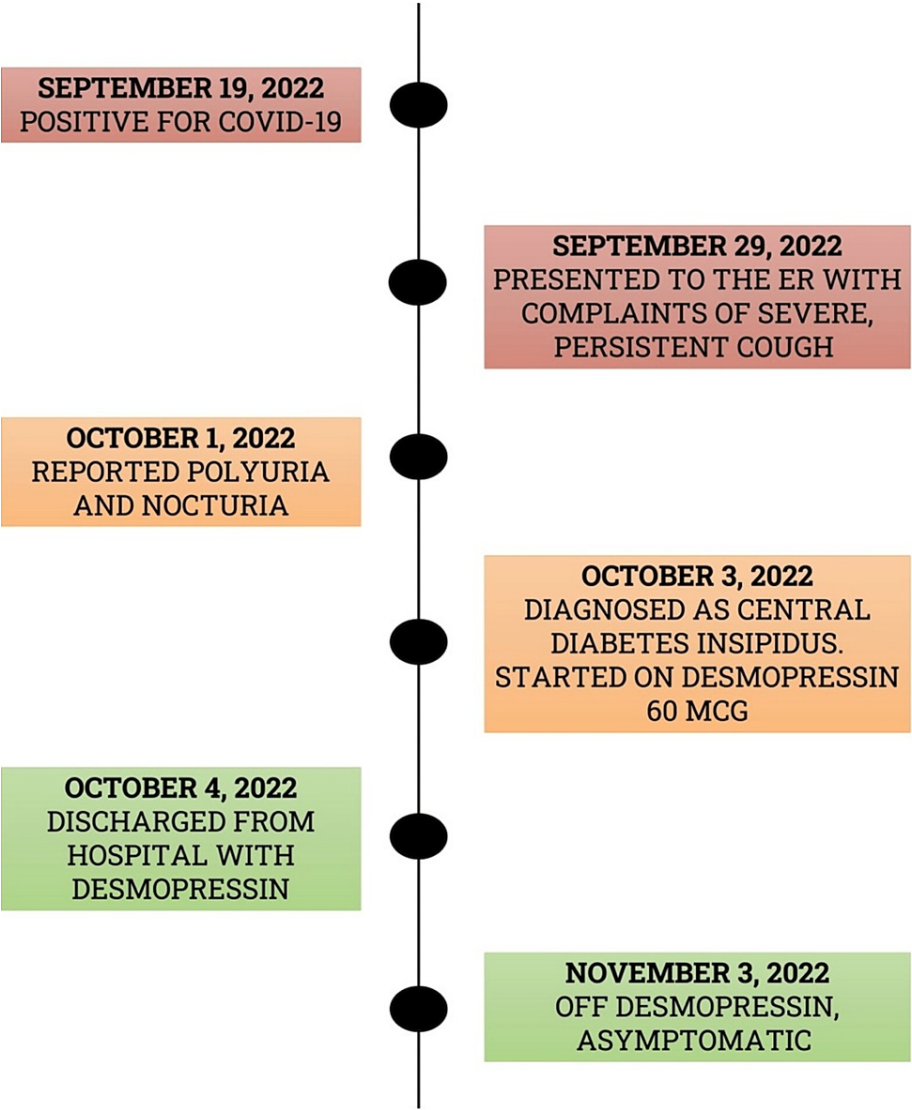 SEPTEMBER 19, 2022
POSITIVE FOR COVID-19
SEPTEMBER 29, 2022
PRESENTED TO THE ER WITH
COMPLAINTS OF SEVERE,
PERSISTENT COUGH
OCTOBER 1, 2022
REPORTED POLYURIA
AND NOCTURIA
OCTOBER 3, 2022
DIAGNOSED AS CENTRAL
DIABETES INSIPIDUS.
STARTED ON DESMOPRESSIN
60 MCG
OCTOBER 4, 2022
DISCHARGED FROM
HOSPITAL WITH
DESMOPRESSIN
NOVEMBER 3, 2022
OFF DESMOPRESSIN,
ASYMPTOMATIC